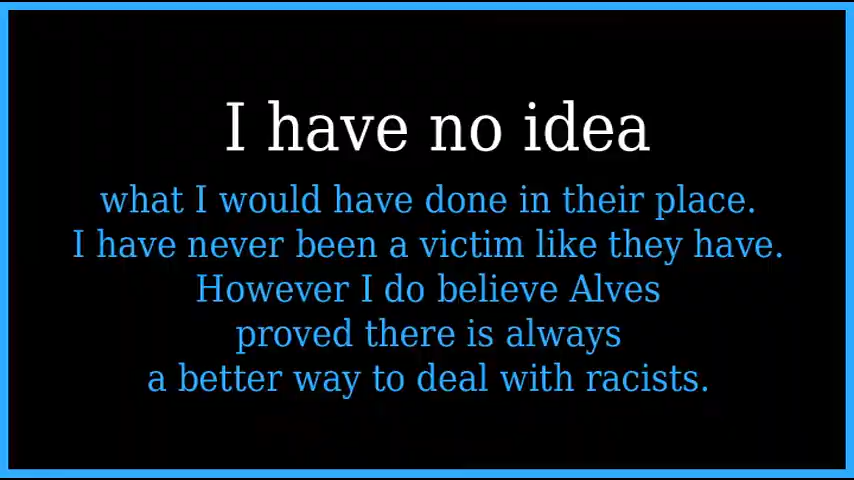 I have no idea
what I would have done in their place.
I have never been a victim like they have.
However I do believe Alves
proved there is always
a better way to deal with racists.